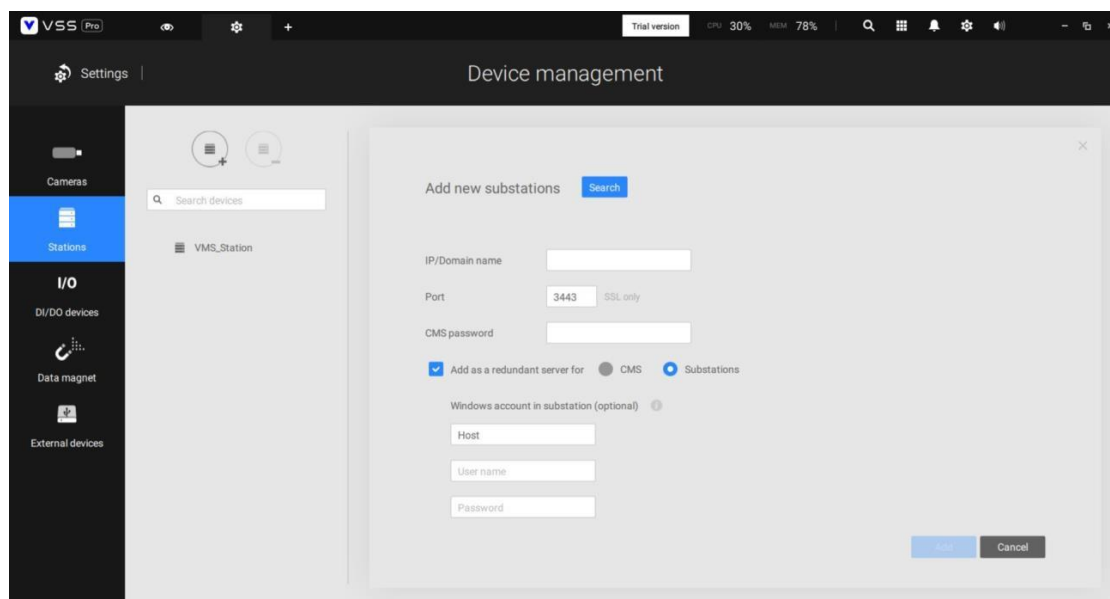 VSS Pro
Trial version
CPU 30% MEM 78%
Settings
Device management
Cameras
Stations
I/O
DI/DO devices
Data magnet
External devices
Search devices
VMS_Station
Add new substations Search
IP/Domain name
Port 3443 SSL only
CMS password
Add as a redundant server for CMS Substations
Windows account in substation (optional)
Host
User name
Password
Add Cancel